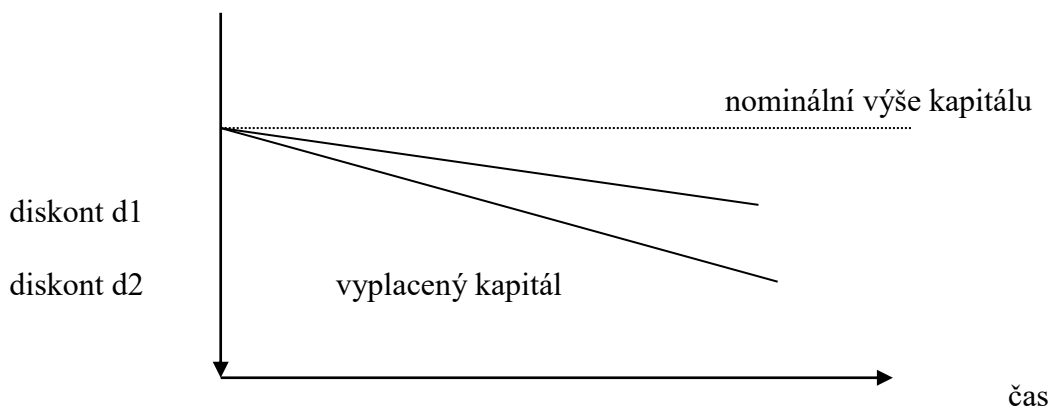 nominální výše kapitálu
diskont d1
diskont d2 vyplacený kapitál
čas